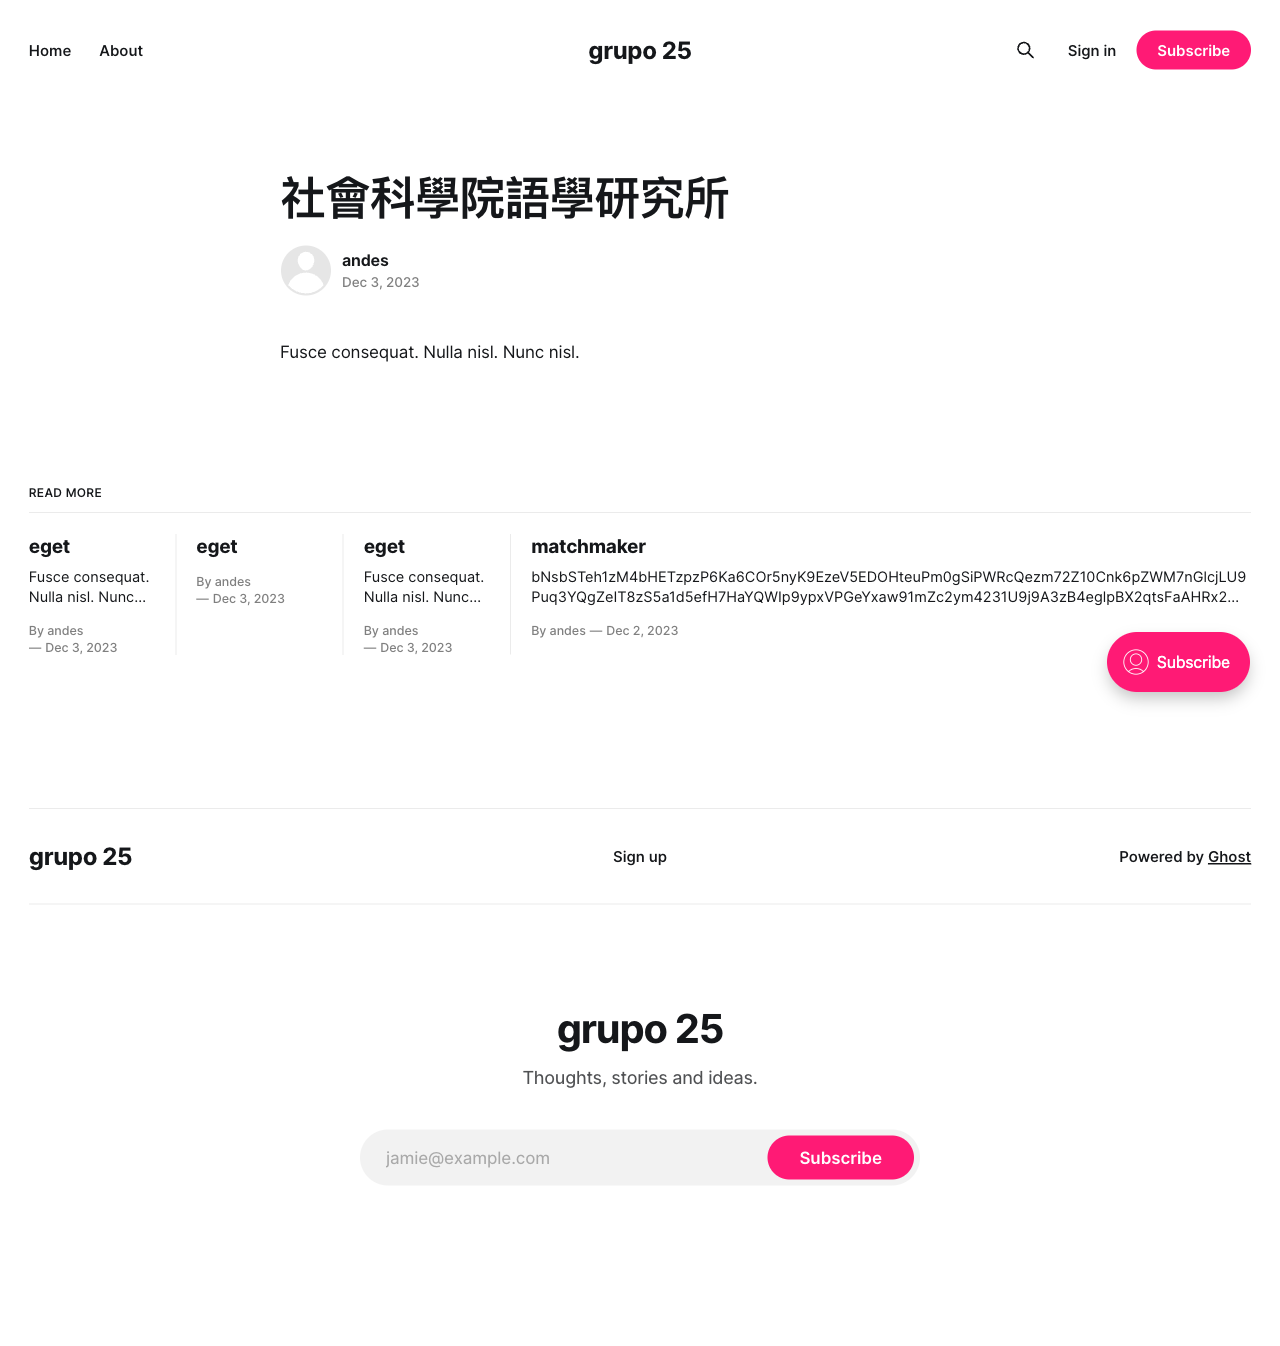 Home
About
grupo 25
Sign in
Subscribe
社會科學院語學研究所
andes
Dec 3, 2023
Fusce consequat. Nulla nisl. Nunc nisl.
READ MORE
eget
Fusce consequat.
Nulla nisl. Nunc…
By andes
— Dec 3, 2023
eget
By andes
— Dec 3, 2023
eget
Fusce consequat.
Nulla nisl. Nunc…
By andes
— Dec 3, 2023
matchmaker
By andes — Dec 2, 2023
Subscribe
grupo 25
Sign up
Powered by Ghost
grupo 25
Thoughts, stories and ideas.
jamie@example.com
Subscribe